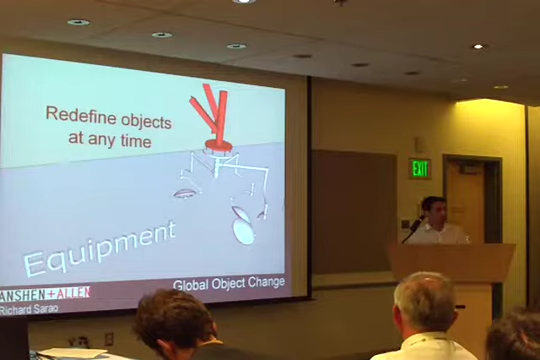 Redefine objects
at any time
EXIT
Equipment
Global Object Change
ANSHEN+ALLEN
Richard Sarao